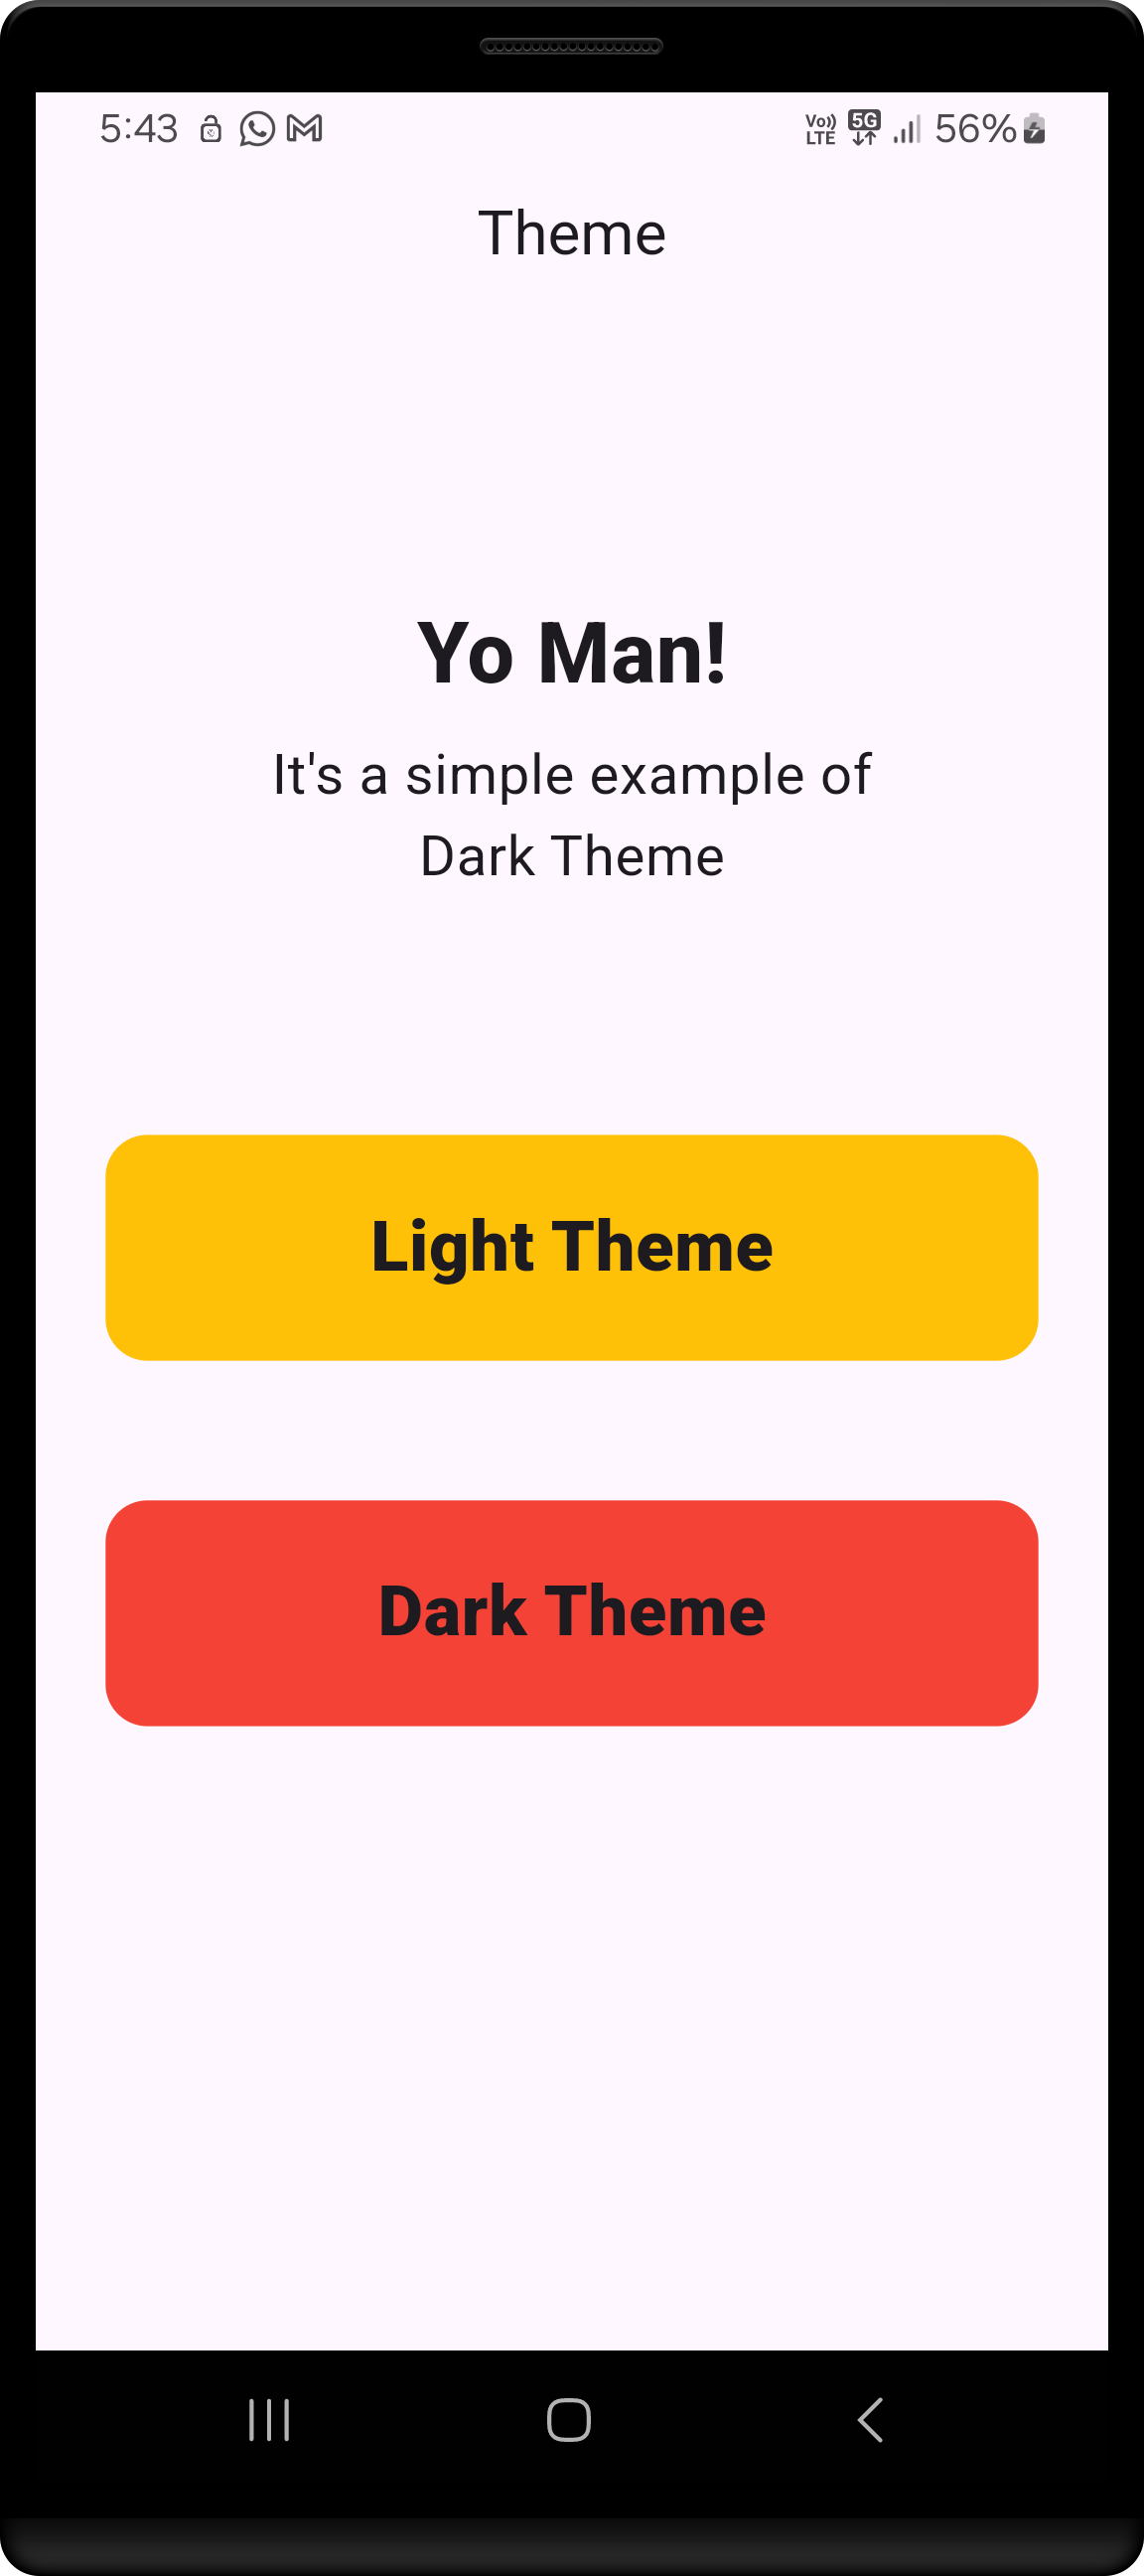 5:43 Vo)) LTE 5G 56%
Theme
Yo Man!
It's a simple example of
Dark Theme
Light Theme
Dark Theme